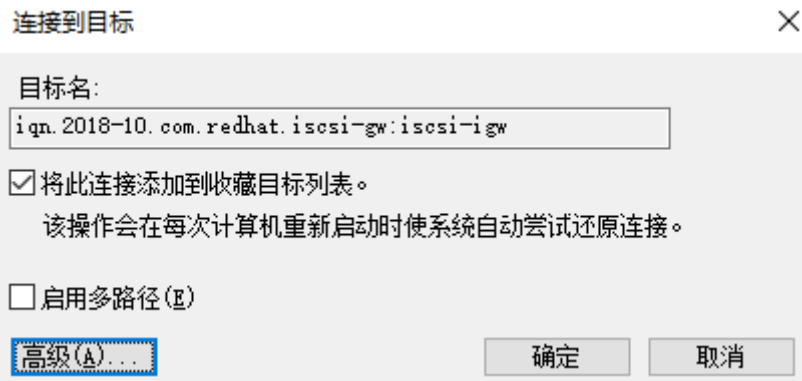 连接到目标
目标名:
iqn.2018-10.com.redhat.iscsi-gw:iscsi-igw
将此连接添加到收藏目标列表。
该操作会在每次计算机重新启动时使系统自动尝试还原连接。
启用多路径(E)
高级(A)... 确定 取消